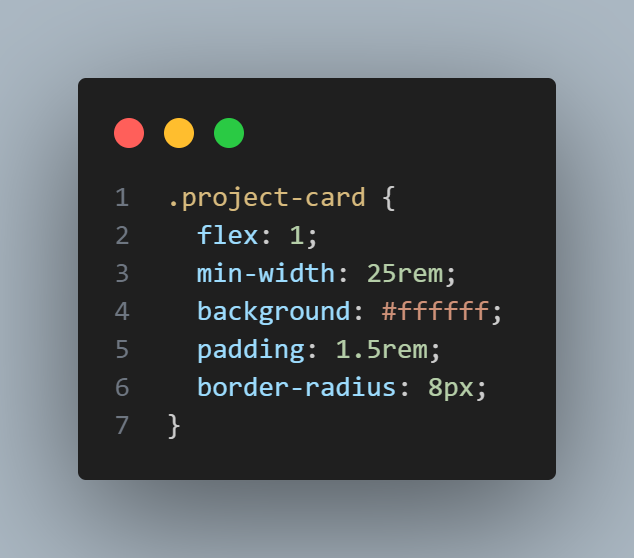 1 .project-card {
2   flex: 1;
3   min-width: 25rem;
4   background: #ffffff;
5   padding: 1.5rem;
6   border-radius: 8px;
7 }